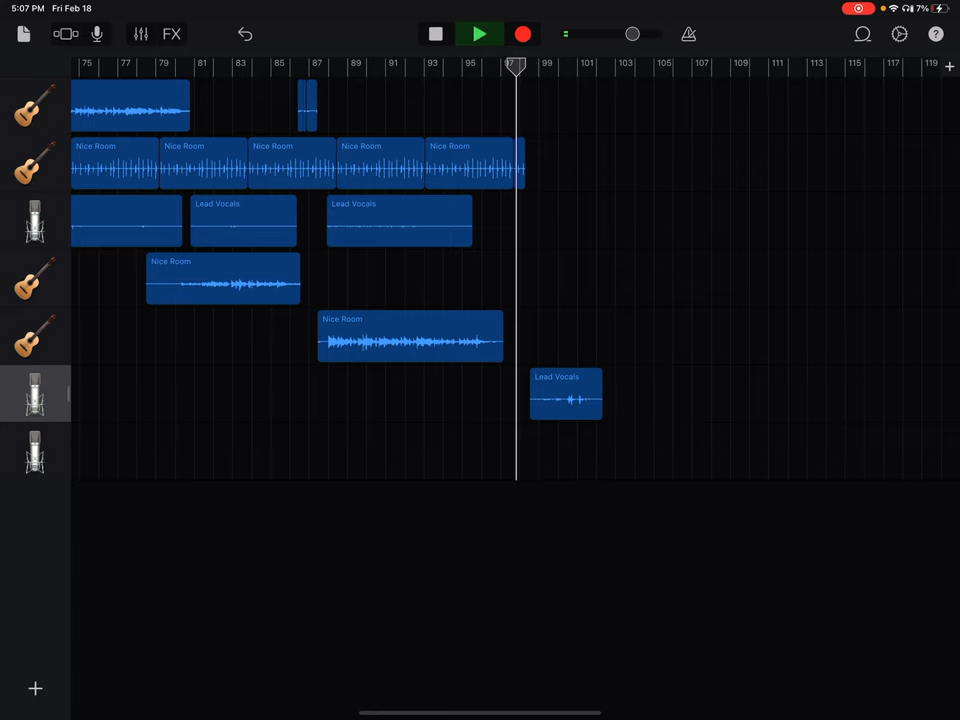 5:07 PM Fri Feb 18
7%
FX
?
75 77 79 81 83 85 87 89 91 93 95 97 99 101 103 105 107 109 111 113 115 117 119 +
Nice Room Nice Room Nice Room Nice Room Nice Room
Lead Vocals Lead Vocals
Nice Room
Nice Room
Lead Vocals
+